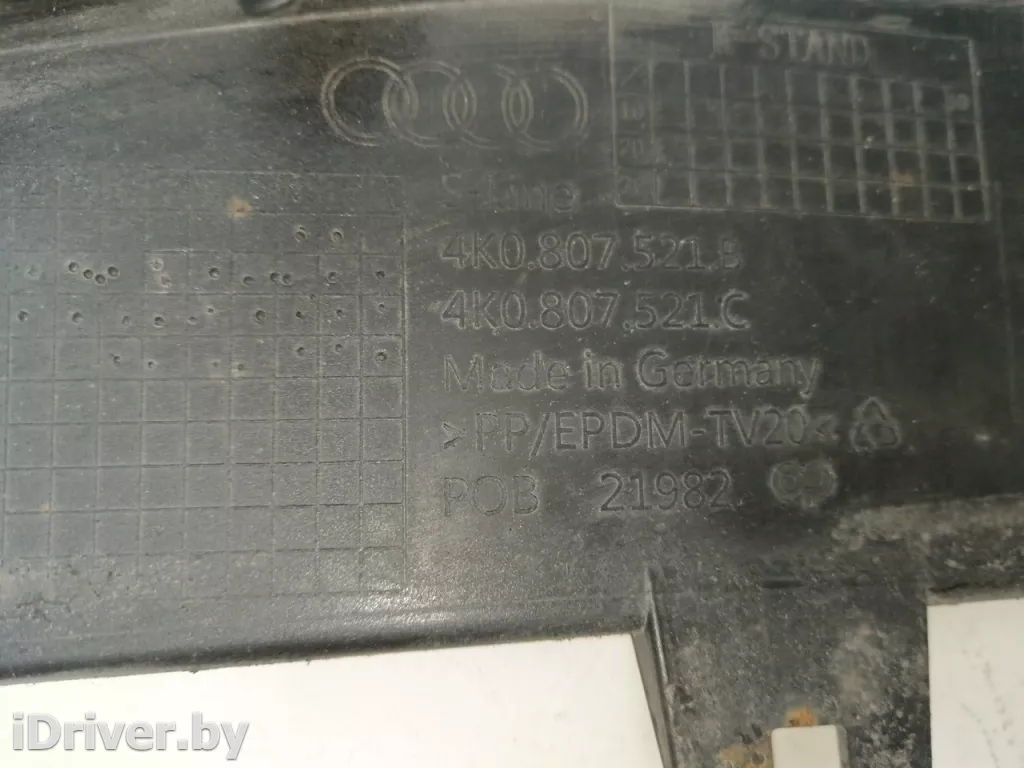 STAND
S-Line
4K0.807.521.B
4K0.807.521.C
Made in Germany
>PP/EPDM-TV20<
POB 21982
iDriver.by